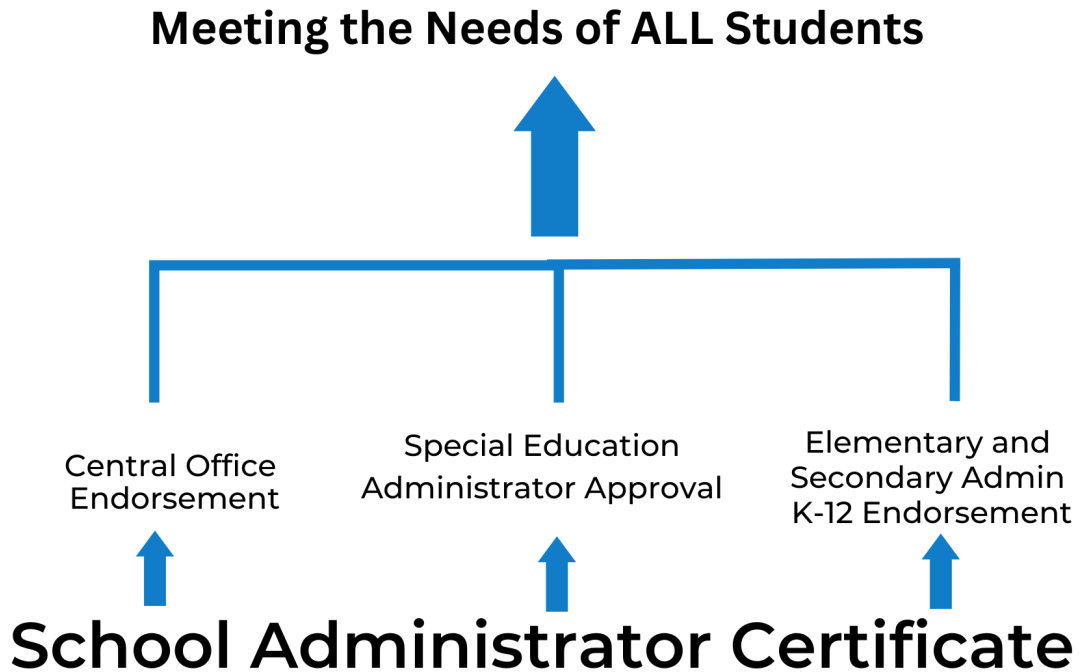 Meeting the Needs of ALL Students
Central Office
Endorsement
Special Education
Administrator Approval
Elementary and
Secondary Admin
K-12 Endorsement
School Administrator Certificate